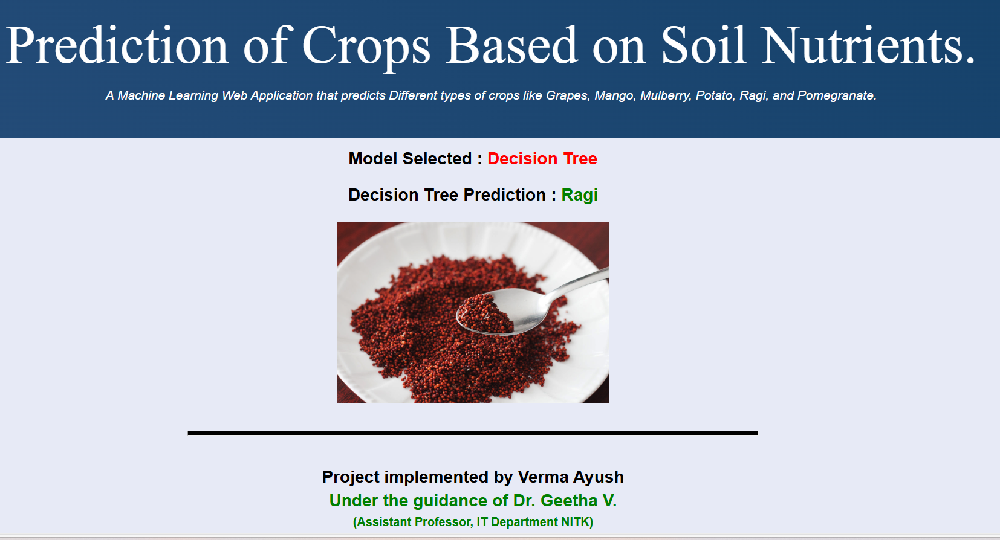 Prediction of Crops Based on Soil Nutrients.
A Machine Learning Web Application that predicts Different types of crops like Grapes, Mango, Mulberry, Potato, Ragi, and Pomegranate.
Model Selected : Decision Tree
Decision Tree Prediction : Ragi
Project implemented by Verma Ayush
Under the guidance of Dr. Geetha V.
(Assistant Professor, IT Department NITK)